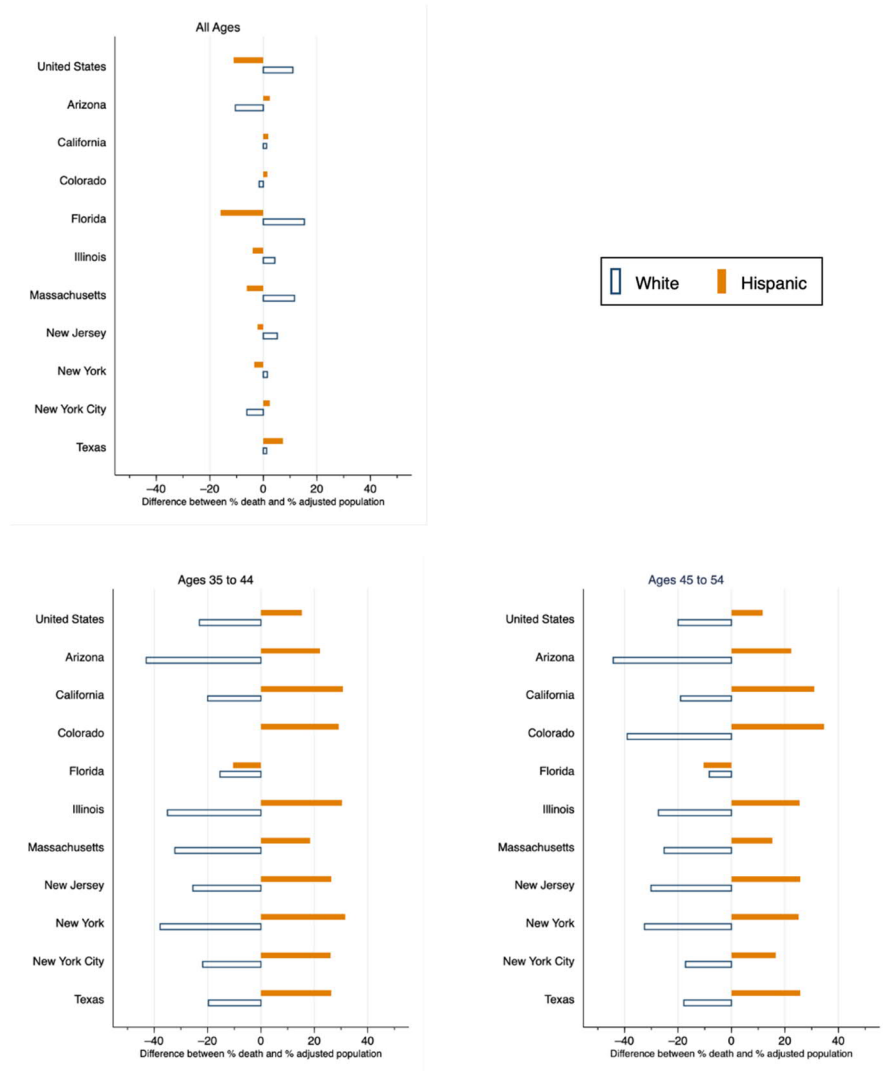 All Ages
United States
Arizona
California
Colorado
Florida
Illinois
Massachusetts
New Jersey
New York
New York City
Texas
−40 −20 0 20 40
Difference between % death and % adjusted population
White Hispanic
Ages 35 to 44
United States
Arizona
California
Colorado
Florida
Illinois
Massachusetts
New Jersey
New York
New York City
Texas
−40 −20 0 20 40
Difference between % death and % adjusted population
Ages 45 to 54
United States
Arizona
California
Colorado
Florida
Illinois
Massachusetts
New Jersey
New York
New York City
Texas
−40 −20 0 20 40
Difference between % death and % adjusted population